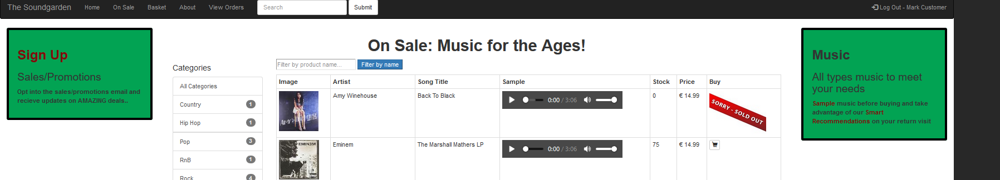 The Soundgarden Home On Sale Basket About View Orders Search Submit Log Out - Mark Customer
Sign Up
Sales/Promotions
Opt into the sales/promotions email and
recieve updates on AMAZING deals..
On Sale: Music for the Ages!
Filter by product name... Filter by name
Categories
All Categories
Country 1
Hip Hop 1
Pop 3
RnB 1
Rock 4
Image Artist Song Title Sample Stock Price Buy
AMY WINEHOUSE
Amy Winehouse Back To Black 0:00 / 3:06 0 € 14.99 SORRY - SOLD OUT
EMINEM
Eminem The Marshall Mathers LP 0:00 / 3:06 75 € 14.99
Music
All types music to meet
your needs
Sample music before buying and take
advantage of our Smart
Recommendations on your return visit